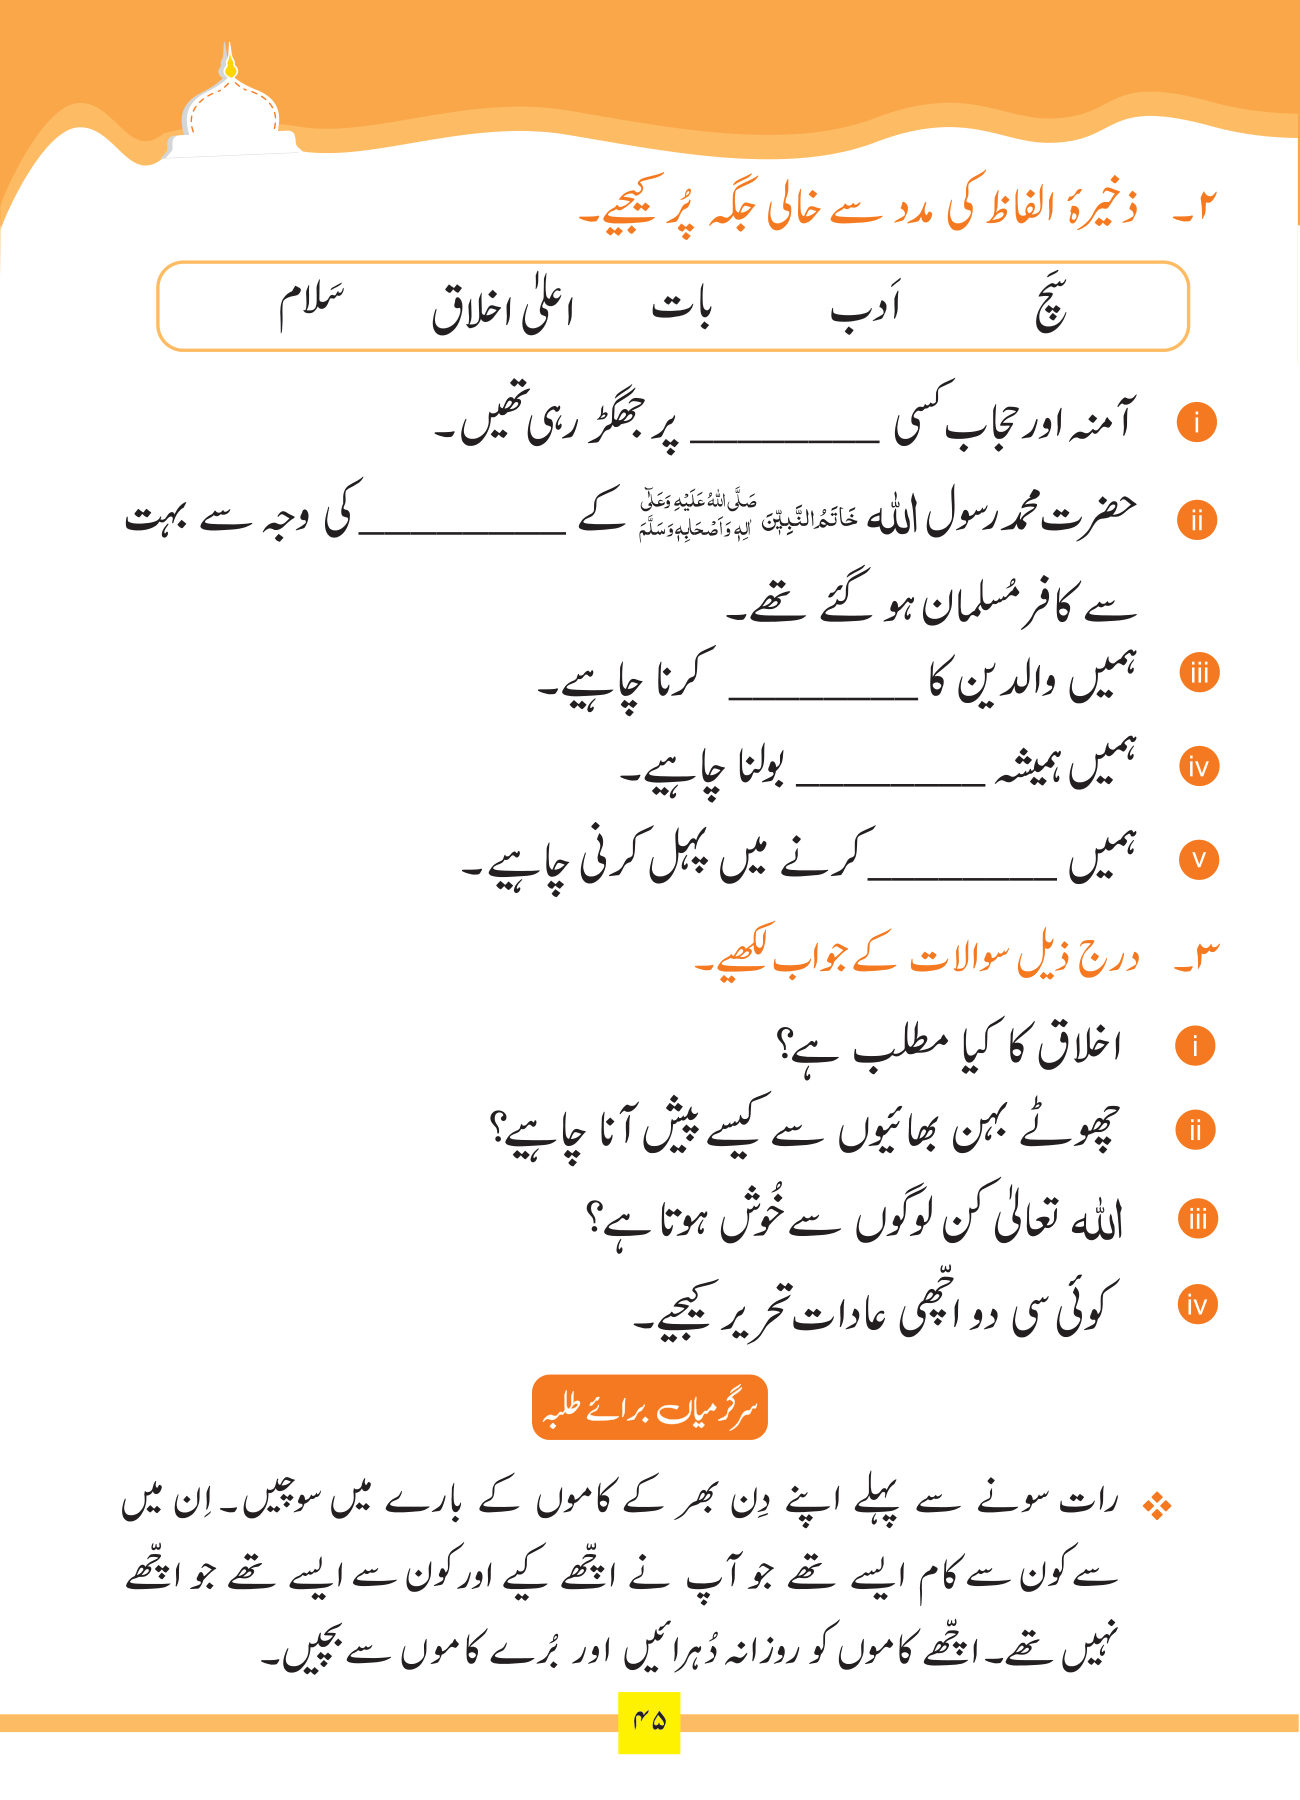 ۲۔ ذخیرۂ الفاظ کی مدد سے خالی جگہ پُر کیجیے۔
سَچ اَدب بات اعلیٰ اخلاق سَلام
i آمنہ اور حجاب کسی ________ پر جھگڑ رہی تھیں۔
ii حضرت محمد رسول اللہ خَاتَمُ النَّبِیّٖنَ صَلَّی اللہُ عَلَیْہِ وَعَلٰٓی اٰلِہٖ وَاَصْحَابِہٖ وَسَلَّمَ کے ________ کی وجہ سے بہت
سے کافر مُسلمان ہو گئے تھے۔
iii ہمیں والدین کا ________ کرنا چاہیے۔
iv ہمیں ہمیشہ ________ بولنا چاہیے۔
v ہمیں ________ کرنے میں پہل کرنی چاہیے۔
۳۔ درج ذیل سوالات کے جواب لکھیے۔
i اخلاق کا کیا مطلب ہے؟
ii چھوٹے بہن بھائیوں سے کیسے پیش آنا چاہیے؟
iii اللہ تعالیٰ کن لوگوں سے خُوش ہوتا ہے؟
iv کوئی سی دو اچّھی عادات تحریر کیجیے۔
سرگرمیاں برائے طلبہ
❖ رات سونے سے پہلے اپنے دِن بھر کے کاموں کے بارے میں سوچیں۔ اِن میں
سے کون سے کام ایسے تھے جو آپ نے اچّھے کیے اور کون سے ایسے تھے جو اچّھے
نہیں تھے۔ اچّھے کاموں کو روزانہ دُہرائیں اور بُرے کاموں سے بچیں۔
۴۵